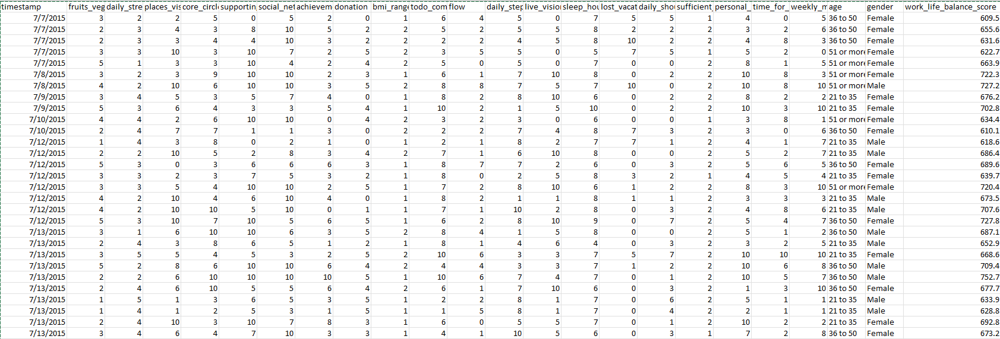 timestamp fruits_veg daily_stre places_vis core_circl supporting social_net achievem donation bmi_range todo_com flow daily_step live_vision sleep_hou lost_vacat daily_sho sufficient_ personal_ time_for_ weekly_m age gender work_life_balance_score
7/7/2015 3 2 2 5 0 5 2 0 1 6 4 5 0 7 5 5 1 4 0 5 36 to 50 Female 609.5
7/7/2015 2 3 4 3 8 10 5 2 2 5 2 5 5 8 2 2 2 3 2 6 36 to 50 Female 655.6
7/7/2015 2 3 3 4 4 10 3 2 2 2 2 4 5 8 10 2 2 4 8 3 36 to 50 Female 631.6
7/7/2015 3 3 10 3 10 7 2 5 2 3 5 5 0 5 7 5 1 5 2 0 51 or more Female 622.7
7/7/2015 5 1 3 3 10 4 2 4 2 5 0 5 0 7 0 0 2 8 1 5 51 or more Female 663.9
7/8/2015 3 2 3 9 10 10 2 3 1 6 1 7 10 8 0 2 2 10 8 3 51 or more Female 722.3
7/8/2015 4 2 10 6 10 10 3 5 2 8 8 7 5 7 10 0 2 10 8 10 51 or more Male 727.2
7/9/2015 3 4 5 3 5 7 4 0 1 8 2 8 10 6 0 2 2 8 2 2 21 to 35 Female 676.2
7/9/2015 5 3 6 4 3 3 5 4 1 10 2 1 5 10 0 2 2 10 3 10 21 to 35 Female 702.8
7/10/2015 4 4 2 6 10 10 0 4 2 3 2 3 0 6 0 0 1 3 8 1 51 or more Female 634.4
7/10/2015 2 4 7 7 1 1 3 0 2 2 2 7 4 8 7 3 2 3 0 6 36 to 50 Female 610.1
7/12/2015 1 4 3 8 0 2 1 0 1 2 1 8 2 7 7 1 2 4 1 7 21 to 35 Male 618.6
7/12/2015 2 2 10 5 2 8 3 4 2 7 1 6 10 8 0 0 2 5 2 7 21 to 35 Male 686.4
7/12/2015 5 3 0 3 6 6 6 3 1 8 7 7 2 6 0 3 2 5 6 5 36 to 50 Female 689.6
7/12/2015 3 3 2 3 7 5 3 2 1 8 0 2 5 8 3 2 1 4 5 4 21 to 35 Female 639.7
7/12/2015 3 3 5 4 10 10 2 5 1 7 2 8 10 6 1 2 2 8 3 10 51 or more Female 720.4
7/12/2015 4 2 10 4 6 10 4 0 1 8 2 1 1 8 1 1 2 3 3 3 21 to 35 Male 673.5
7/12/2015 4 2 10 10 5 10 0 1 1 7 1 10 2 8 0 3 2 4 8 6 21 to 35 Male 707.6
7/12/2015 5 3 10 7 10 5 6 5 1 6 2 8 10 9 0 7 2 5 4 7 36 to 50 Female 727.8
7/13/2015 3 1 6 10 10 6 3 5 2 8 4 1 5 8 0 0 2 5 1 2 36 to 50 Male 687.1
7/13/2015 2 4 3 8 6 5 1 2 1 8 1 4 6 4 0 3 2 3 2 5 21 to 35 Male 652.9
7/13/2015 3 5 5 4 5 3 2 5 2 10 6 3 3 7 5 7 2 10 10 10 21 to 35 Female 668.6
7/13/2015 5 2 8 6 10 10 6 4 2 4 4 3 3 7 1 2 2 10 6 8 36 to 50 Male 709.4
7/13/2015 2 2 6 10 10 10 10 5 1 10 6 7 4 7 0 1 2 10 5 7 36 to 50 Male 752.7
7/13/2015 2 4 6 10 5 5 6 4 2 6 1 7 10 6 0 3 2 1 3 10 36 to 50 Female 677.7
7/13/2015 1 5 1 3 6 5 3 5 1 2 2 8 1 7 0 6 2 5 1 1 21 to 35 Male 633.9
7/13/2015 1 4 1 2 5 3 1 5 1 1 5 8 1 7 0 4 2 2 1 1 21 to 35 Male 628.8
7/13/2015 2 4 10 3 10 7 8 3 1 6 0 5 5 7 0 1 2 10 2 2 21 to 35 Female 692.8
7/13/2015 3 4 6 4 7 10 3 3 1 4 1 10 5 6 0 3 1 7 2 8 36 to 50 Female 673.2